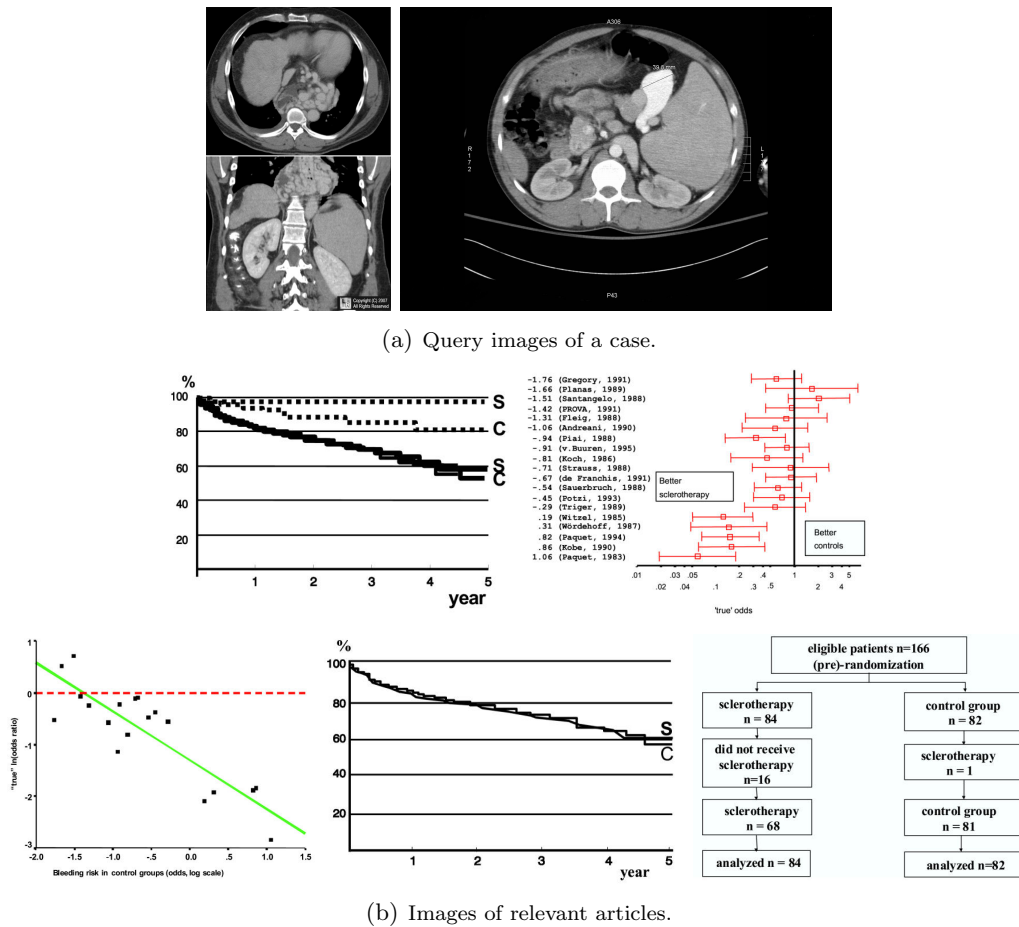 A306
39.8 mm
R
1
7
2
L
1
P43
Copyright (C) 2007
All Rights Reserved
(a) Query images of a case.
%
100
80
60
40
20
S
C
S
C
1 2 3 4 5
year
-1.76 (Gregory, 1991)
-1.66 (Planas, 1989)
-1.51 (Santangelo, 1988)
-1.42 (PROVA, 1991)
-1.31 (Fleig, 1988)
-1.06 (Andreani, 1990)
-.94 (Piai, 1988)
-.91 (v.Buuren, 1995)
-.81 (Koch, 1986)
-.71 (Strauss, 1988)
-.67 (de Franchis, 1991)
-.54 (Sauerbruch, 1988)
-.45 (Potzi, 1993)
-.29 (Triger, 1989)
.19 (Witzel, 1985)
.31 (Wördehoff, 1987)
.82 (Paquet, 1994)
.86 (Kobe, 1990)
1.06 (Paquet, 1983)
Better
sclerotherapy
Better
controls
.01 .03 .05 .1 .2 .4 1 2 5
.02 .04 .3 .5 4
'true' odds
1
0
-1
-2
-3
"true" ln(odds ratio)
-2.0 -1.5 -1.0 -.5 0.0 .5 1.0 1.5
Bleeding risk in control groups (odds, log scale)
%
100
80
60
40
20
S
C
1 2 3 4 5
year
eligible patients n=166
(pre)-randomization
sclerotherapy
n = 84
control group
n = 82
did not receive
sclerotherapy
n=16
sclerotherapy
n = 1
sclerotherapy
n = 68
control group
n = 81
analyzed n = 84
analyzed n=82
(b) Images of relevant articles.